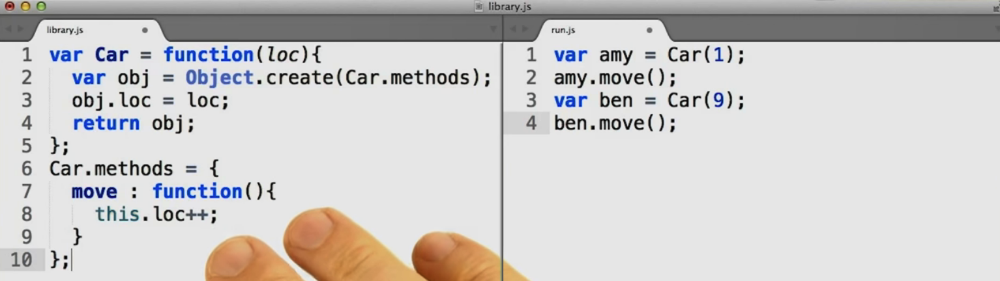 library.js
library.js
1 var Car = function(loc){
2   var obj = Object.create(Car.methods);
3   obj.loc = loc;
4   return obj;
5 };
6 Car.methods = {
7   move : function(){
8     this.loc++;
9   }
10 };
run.js
1 var amy = Car(1);
2 amy.move();
3 var ben = Car(9);
4 ben.move();